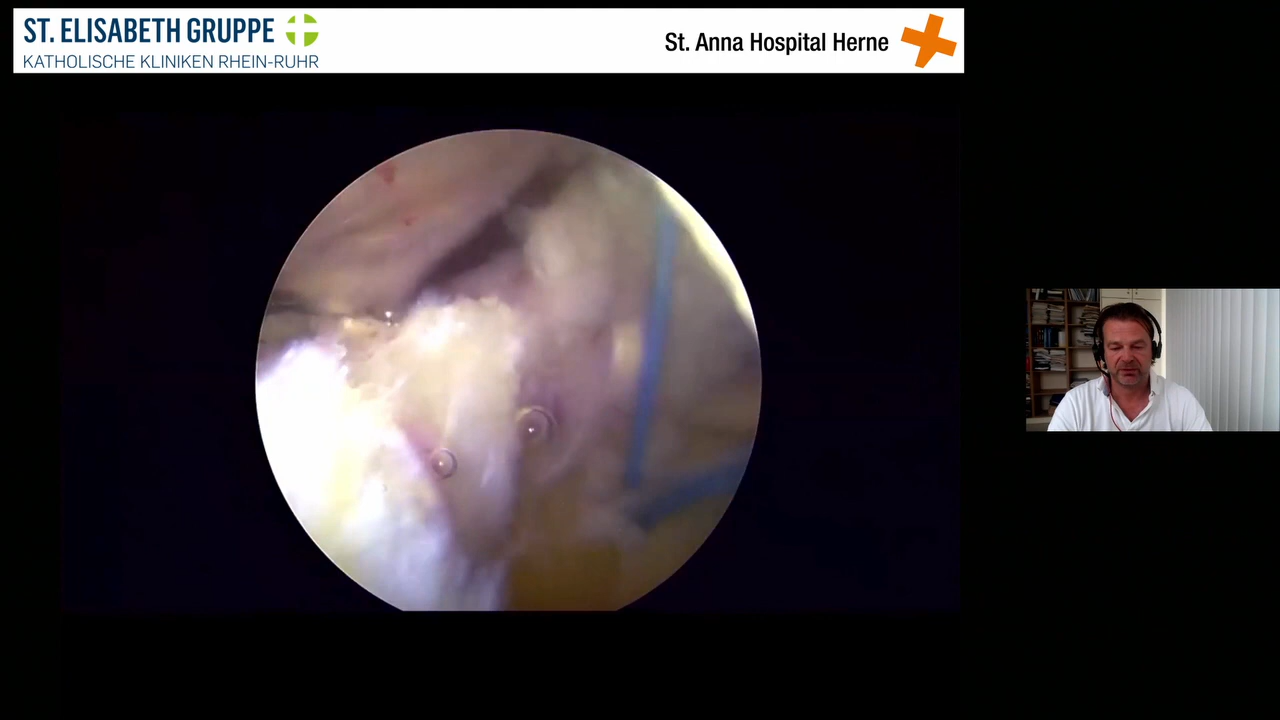 ST. ELISABETH GRUPPE
KATHOLISCHE KLINIKEN RHEIN-RUHR
St. Anna Hospital Herne